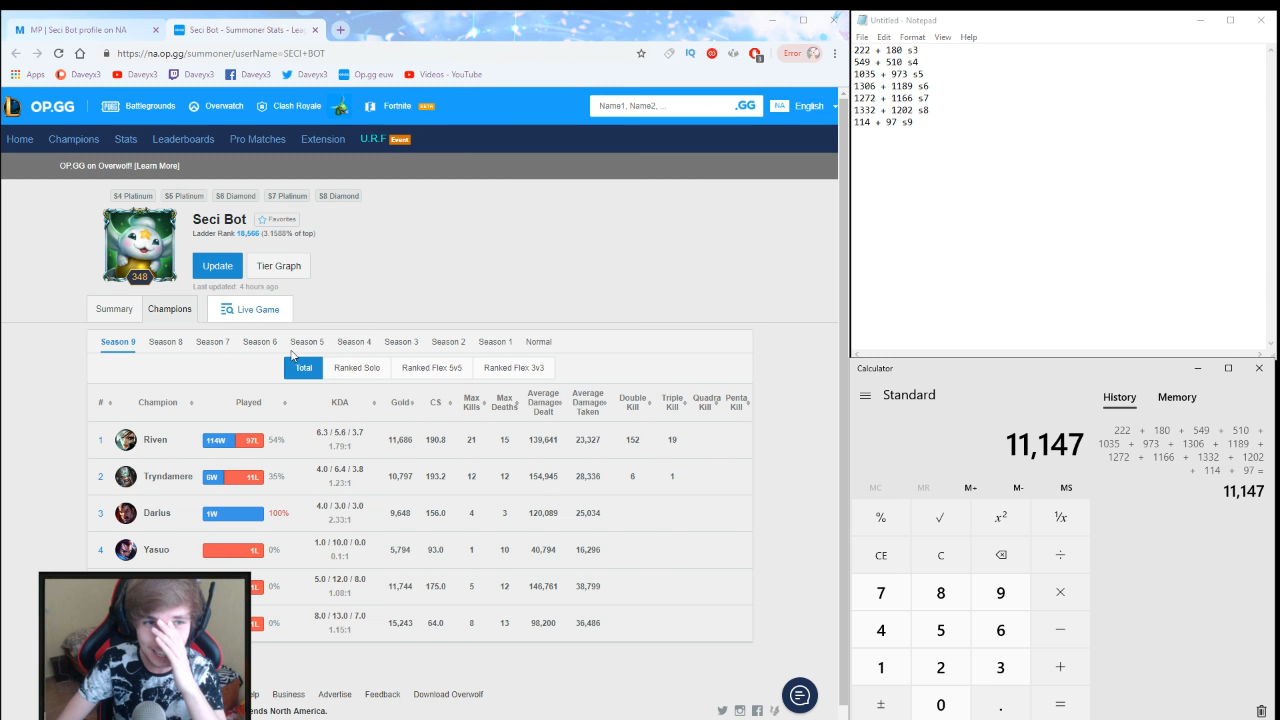 MP | Seci Bot profile on NA
Seci Bot - Summoner Stats - Lea
https://na.op.gg/summoner/userName=SECI+BOT
IQ
3
Error
Apps
Daveyx3
Daveyx3
Daveyx3
Daveyx3
Daveyx3
Op.gg euw
Videos - YouTube
OP.GG
PUBG
Battlegrounds
Overwatch
Clash Royale
Fortnite BETA
Name1, Name2, ...
.GG
NA
English
Home
Champions
Stats
Leaderboards
Pro Matches
Extension
U.R.F Event
OP.GG on Overwolf! [Learn More]
S4 Platinum
S5 Platinum
S6 Diamond
S7 Platinum
S8 Diamond
348
Seci Bot
Favorites
Ladder Rank 18,566 (3.1588% of top)
Update
Tier Graph
Last updated: 4 hours ago
Summary
Champions
Live Game
Season 9 Season 8 Season 7 Season 6 Season 5 Season 4 Season 3 Season 2 Season 1 Normal
Total
Ranked Solo
Ranked Flex 5v5
Ranked Flex 3v3
# Champion Played KDA Gold CS Max Kills Max Deaths Average Damage Dealt Average Damage Taken Double Kill Triple Kill Quadra Kill Penta Kill
1 Riven 114W 97L 54% 6.3 / 5.6 / 3.7 11,686 190.8 21 15 139,641 23,327 152 19
1.79:1
2 Tryndamere 6W 11L 35% 4.0 / 6.4 / 3.8 10,797 193.2 12 12 154,945 28,336 6 1
1.23:1
3 Darius 1W 100% 4.0 / 3.0 / 3.0 9,648 156.0 4 3 120,089 25,034
2.33:1
4 Yasuo 1L 0% 1.0 / 10.0 / 0.0 5,794 93.0 1 10 40,794 16,296
0.1:1
1L 0% 5.0 / 12.0 / 8.0 11,744 175.0 5 12 146,761 38,799
1.08:1
1L 0% 8.0 / 13.0 / 7.0 15,243 64.0 8 13 98,200 36,486
1.15:1
Business
Advertise
Feedback
Download Overwolf
ends North America.
Untitled - Notepad
File Edit Format View Help
222 + 180 s3
549 + 510 s4
1035 + 973 s5
1306 + 1189 s6
1272 + 1166 s7
1332 + 1202 s8
114 + 97 s9
Calculator
Standard
History
Memory
11,147
222 + 180 + 549 + 510 +
1035 + 973 + 1306 + 1189 +
1272 + 1166 + 1332 + 1202
+ 114 + 97 =
11,147
MC MR M+ M- MS
% √ x² ¹/x
CE C ⌫ ÷
7 8 9 ×
4 5 6 −
1 2 3 +
± 0 . =